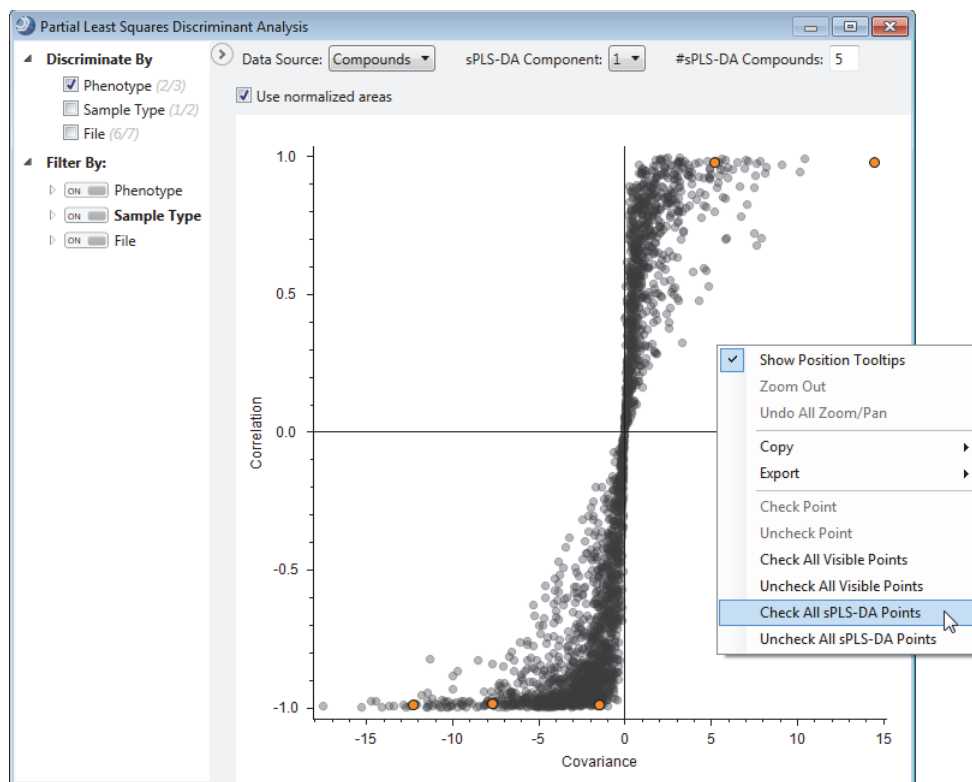 Partial Least Squares Discriminant Analysis
Discriminate By
Phenotype (2/3)
Sample Type (1/2)
File (6/7)
Filter By:
ON Phenotype
ON Sample Type
ON File
Data Source: Compounds sPLS-DA Component: 1 #sPLS-DA Compounds: 5
Use normalized areas
1.0
0.5
0.0
-0.5
-1.0
Correlation
-15 -10 -5 0 5 10 15
Covariance
Show Position Tooltips
Zoom Out
Undo All Zoom/Pan
Copy
Export
Check Point
Uncheck Point
Check All Visible Points
Uncheck All Visible Points
Check All sPLS-DA Points
Uncheck All sPLS-DA Points